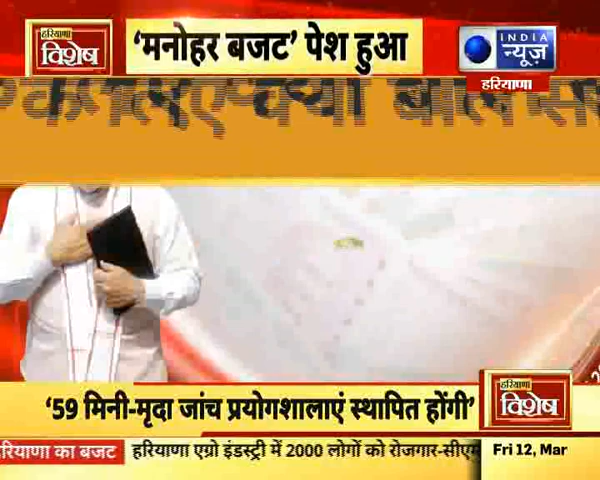 हरियाणा
विशेष
'मनोहर बजट' पेश हुआ
INDIA
न्यूज़
हरियाणा
'59 मिनी-मृदा जांच प्रयोगशालाएं स्थापित होंगी'
हरियाणा
विशेष
हरियाणा का बजट
हरियाणा एग्रो इंडस्ट्री में 2000 लोगों को रोजगार-सीएम
Fri 12, Mar